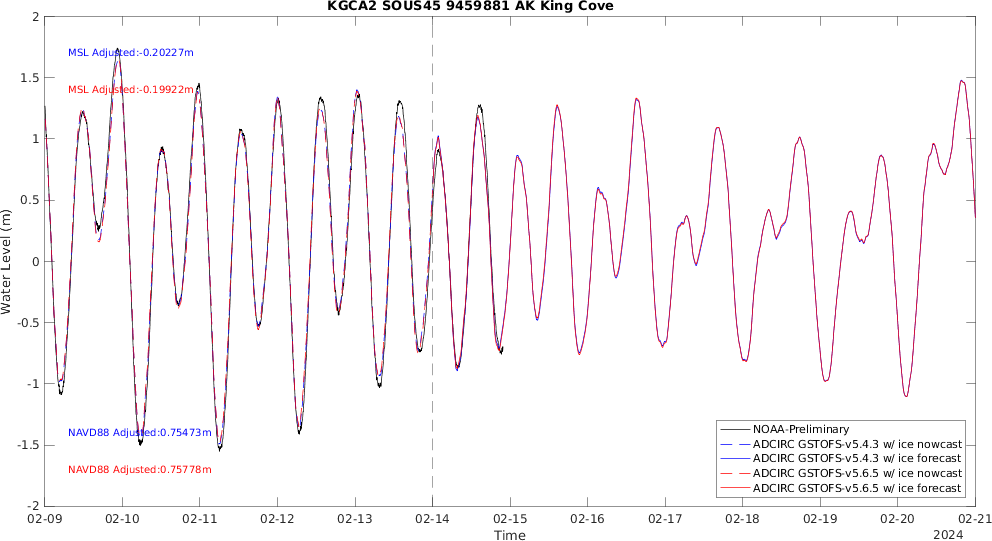 KGCA2 SOUS45 9459881 AK King Cove
2
1.5
1
0.5
0
-0.5
-1
-1.5
-2
Water Level (m)
MSL Adjusted:-0.20227m
MSL Adjusted:-0.19922m
NAVD88 Adjusted:0.75473m
NAVD88 Adjusted:0.75778m
NOAA-Preliminary
ADCIRC GSTOFS-v5.4.3 w/ ice nowcast
ADCIRC GSTOFS-v5.4.3 w/ ice forecast
ADCIRC GSTOFS-v5.6.5 w/ ice nowcast
ADCIRC GSTOFS-v5.6.5 w/ ice forecast
02-09 02-10 02-11 02-12 02-13 02-14 02-15 02-16 02-17 02-18 02-19 02-20 02-21
Time
2024